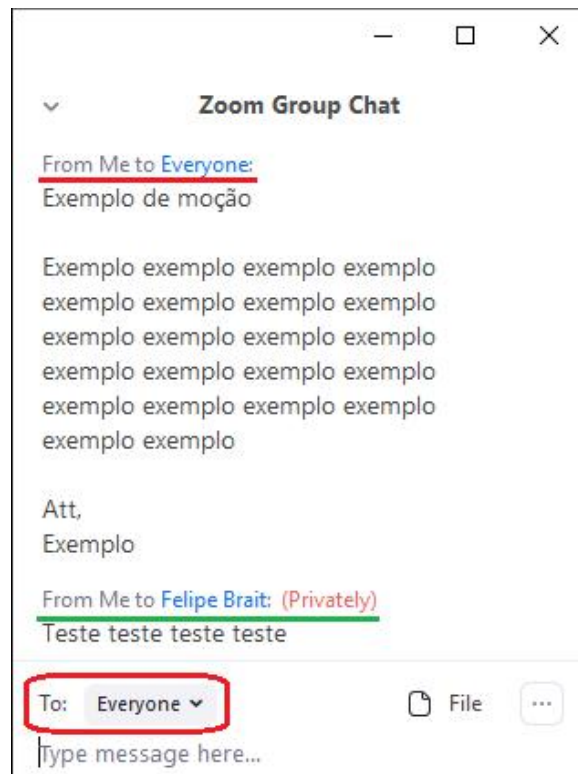 Zoom Group Chat
From Me to Everyone:
Exemplo de moção
Exemplo exemplo exemplo exemplo
exemplo exemplo exemplo exemplo
exemplo exemplo exemplo exemplo
exemplo exemplo exemplo exemplo
exemplo exemplo exemplo exemplo
exemplo exemplo
Att,
Exemplo
From Me to Felipe Brait: (Privately)
Teste teste teste teste
To: Everyone File
Type message here...